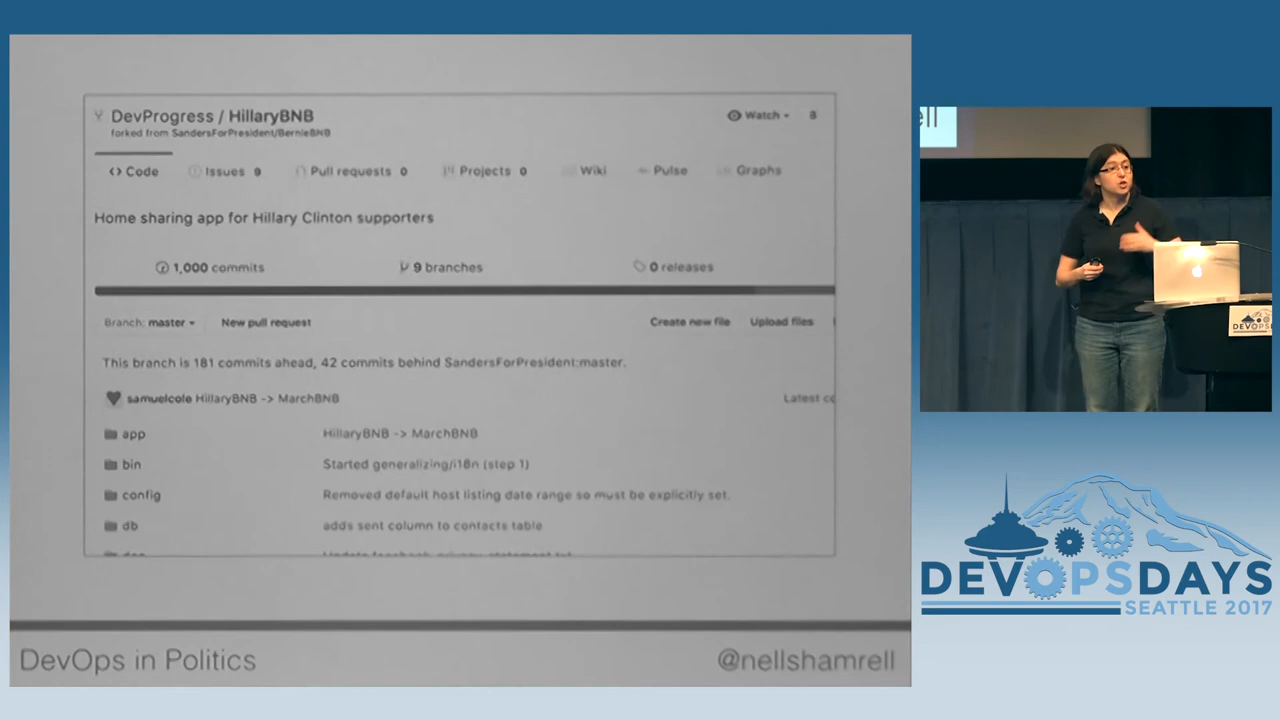 DevProgress / HillaryBNB
forked from SandersForPresident/BernieBNB
Watch 8
Code Issues 9 Pull requests 0 Projects 0 Wiki Pulse Graphs
Home sharing app for Hillary Clinton supporters
1,000 commits 9 branches 0 releases
Branch: master New pull request Create new file Upload files
This branch is 181 commits ahead, 42 commits behind SandersForPresident:master.
samuelcole HillaryBNB -> MarchBNB Latest
app HillaryBNB -> MarchBNB
bin Started generalizing/i18n (step 1)
config Removed default host listing date range so must be explicitly set.
db adds sent column to contacts table
DevOps in Politics @nellshamrell
ell
DEVOPS
DEVOPSDAYS
SEATTLE 2017